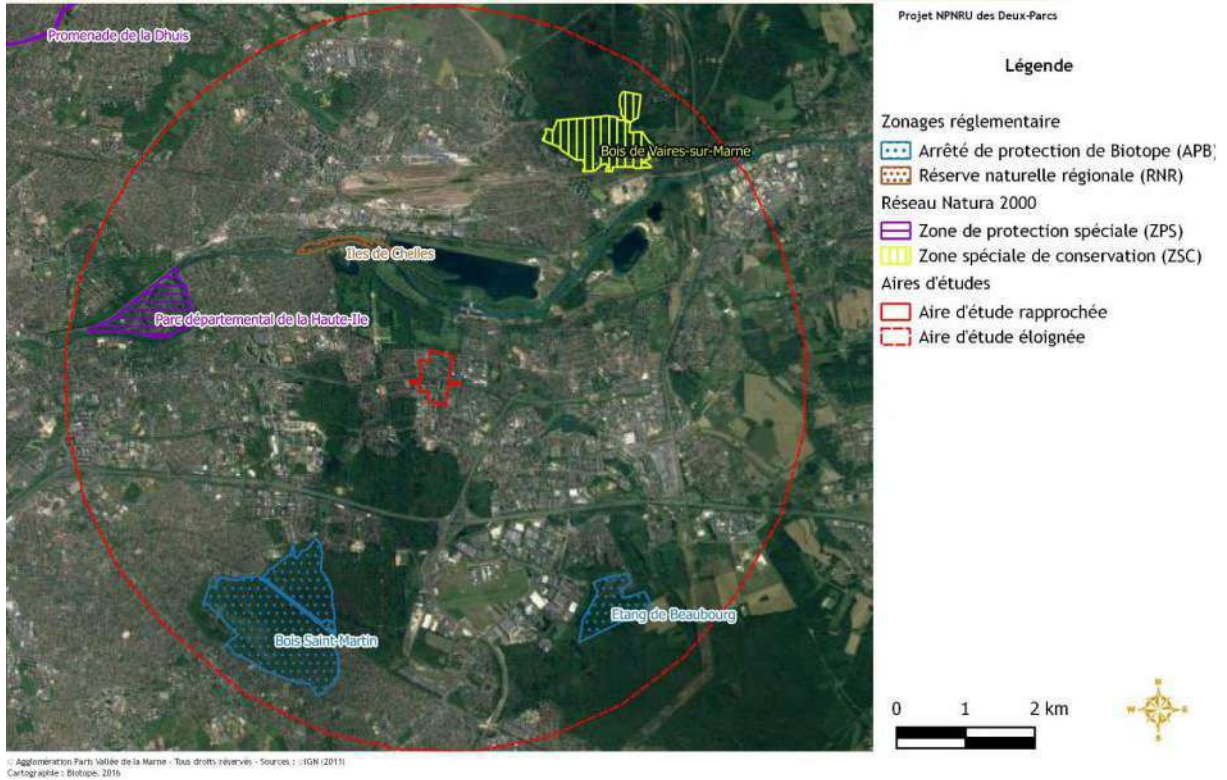 Projet NPNRU des Deux-Parcs
Promenade de la Dhuis
Bois de Vaires-sur-Marne
Iles de Chelles
Parc départemental de la Haute-Ile
Bois Saint-Martin
Etang de Beaubourg
Légende
Zonages réglementaire
Arrêté de protection de Biotope (APB)
Réserve naturelle régionale (RNR)
Réseau Natura 2000
Zone de protection spéciale (ZPS)
Zone spéciale de conservation (ZSC)
Aires d'études
Aire d'étude rapprochée
Aire d'étude éloignée
0 1 2 km
N
W E
S
© Agglomération Paris Vallée de la Marne - Tous droits réservés - Sources : ©IGN (2011)
Cartographie : Biotope, 2016